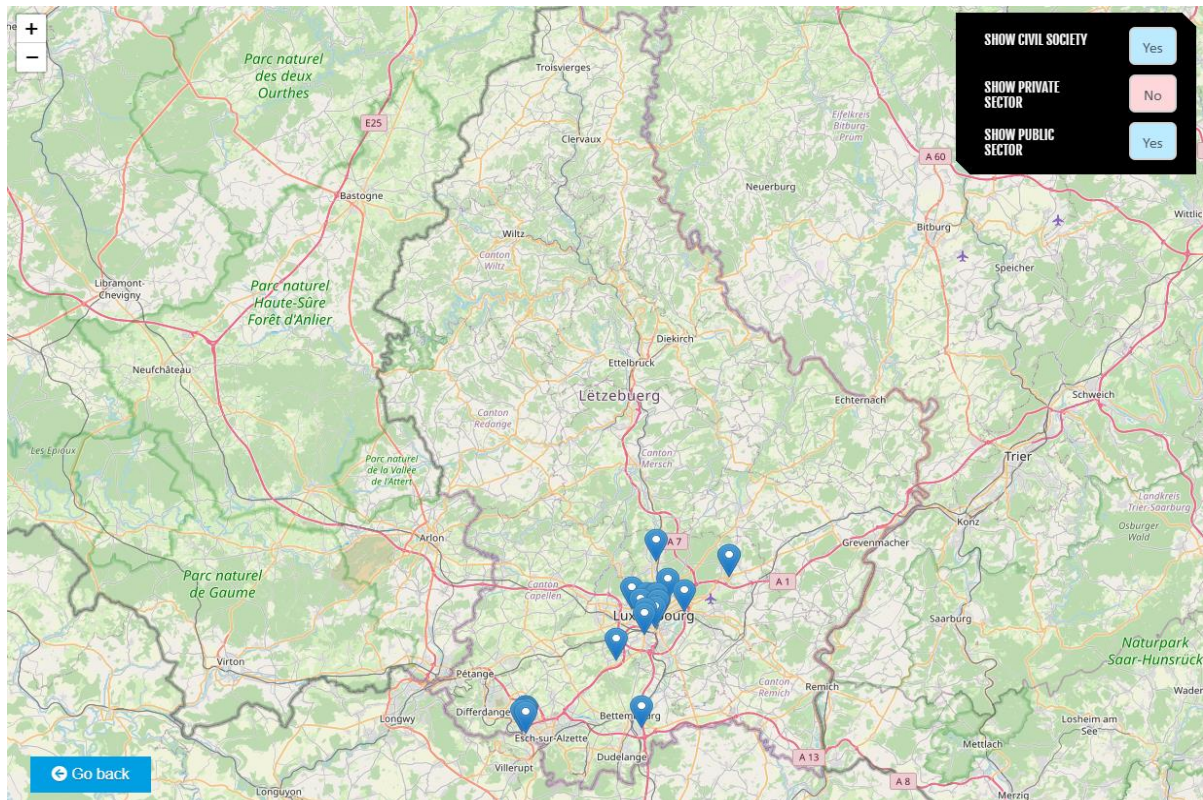 +
−
SHOW CIVIL SOCIETY
Yes
SHOW PRIVATE
SECTOR
No
SHOW PUBLIC
SECTOR
Yes
Parc naturel
des deux
Ourthes
Troisvierges
E25
Clervaux
Eifelkreis
Bitburg-
Prüm
A 60
Neuerburg
Bastogne
Wittlic
Bitburg
Wiltz
Canton
Wiltz
Speicher
Libramont-
Chevigny
Parc naturel
Haute-Sûre
Forêt d'Anlier
Diekirch
Ettelbruck
Neufchâteau
Lëtzebuerg
Echternach
Schweich
Canton
Redange
Les Epioux
Parc naturel
de la Vallée
de l'Attert
Canton
Mersch
Trier
Landkreis
Trier-Saarburg
Osburger
Wald
Konz
Arlon
A 7
Grevenmacher
Parc naturel
de Gaume
Canton
Capellen
A 1
Saarburg
Naturpark
Saar-Hunsrück
Virton
Pétange
Canton
Remich
Remich
Wader
Longwy
Differdange
Losheim am
See
Esch-sur-Alzette
Mettlach
Dudelange
A 13
Villerupt
Go back
A 8
Longuyon
Merzig